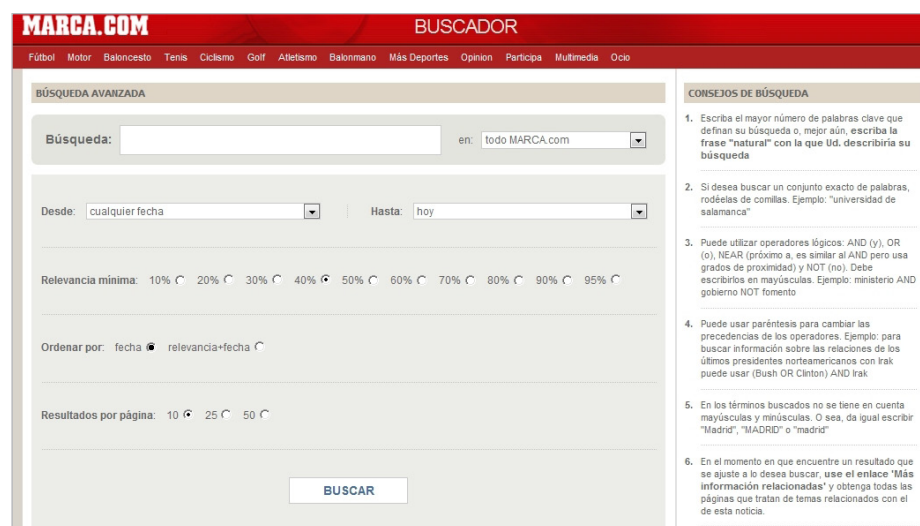 MARCA.COM BUSCADOR
Fútbol Motor Baloncesto Tenis Ciclismo Golf Atletismo Balonmano Más Deportes Opinion Participa Multimedia Ocio
BÚSQUEDA AVANZADA
Búsqueda: en: todo MARCA.com
Desde: cualquier fecha Hasta: hoy
Relevancia mínima: 10% 20% 30% 40% 50% 60% 70% 80% 90% 95%
Ordenar por: fecha relevancia+fecha
Resultados por página: 10 25 50
BUSCAR
CONSEJOS DE BÚSQUEDA
1. Escriba el mayor número de palabras clave que
definan su búsqueda o, mejor aún, escriba la
frase "natural" con la que Ud. describiría su
búsqueda
2. Si desea buscar un conjunto exacto de palabras,
rodéelas de comillas. Ejemplo: "universidad de
salamanca"
3. Puede utilizar operadores lógicos: AND (y), OR
(o), NEAR (próximo a, es similar al AND pero usa
grados de proximidad) y NOT (no). Debe
escribirlos en mayúsculas. Ejemplo: ministerio AND
gobierno NOT fomento
4. Puede usar paréntesis para cambiar las
precedencias de los operadores. Ejemplo: para
buscar información sobre las relaciones de los
últimos presidentes norteamericanos con Irak
puede usar (Bush OR Clinton) AND Irak
5. En los términos buscados no se tiene en cuenta
mayúsculas y minúsculas. O sea, da igual escribir
"Madrid", "MADRID" o "madrid"
6. En el momento en que encuentre un resultado que
se ajuste a lo desea buscar, use el enlace 'Más
información relacionadas' y obtenga todas las
páginas que tratan de temas relacionados con el
de esta noticia.